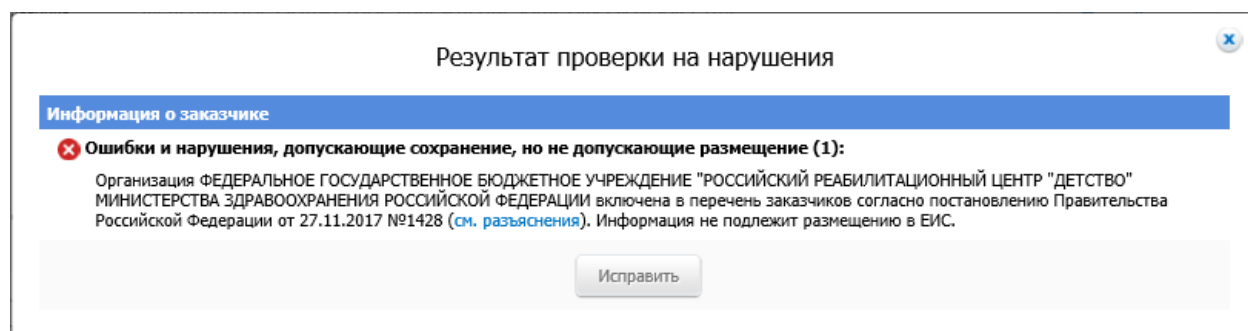 Результат проверки на нарушения
Информация о заказчике
Ошибки и нарушения, допускающие сохранение, но не допускающие размещение (1):
Организация ФЕДЕРАЛЬНОЕ ГОСУДАРСТВЕННОЕ БЮДЖЕТНОЕ УЧРЕЖДЕНИЕ "РОССИЙСКИЙ РЕАБИЛИТАЦИОННЫЙ ЦЕНТР "ДЕТСТВО"
МИНИСТЕРСТВА ЗДРАВООХРАНЕНИЯ РОССИЙСКОЙ ФЕДЕРАЦИИ включена в перечень заказчиков согласно постановлению Правительства
Российской Федерации от 27.11.2017 №1428 (см. разъяснения). Информация не подлежит размещению в ЕИС.
Исправить